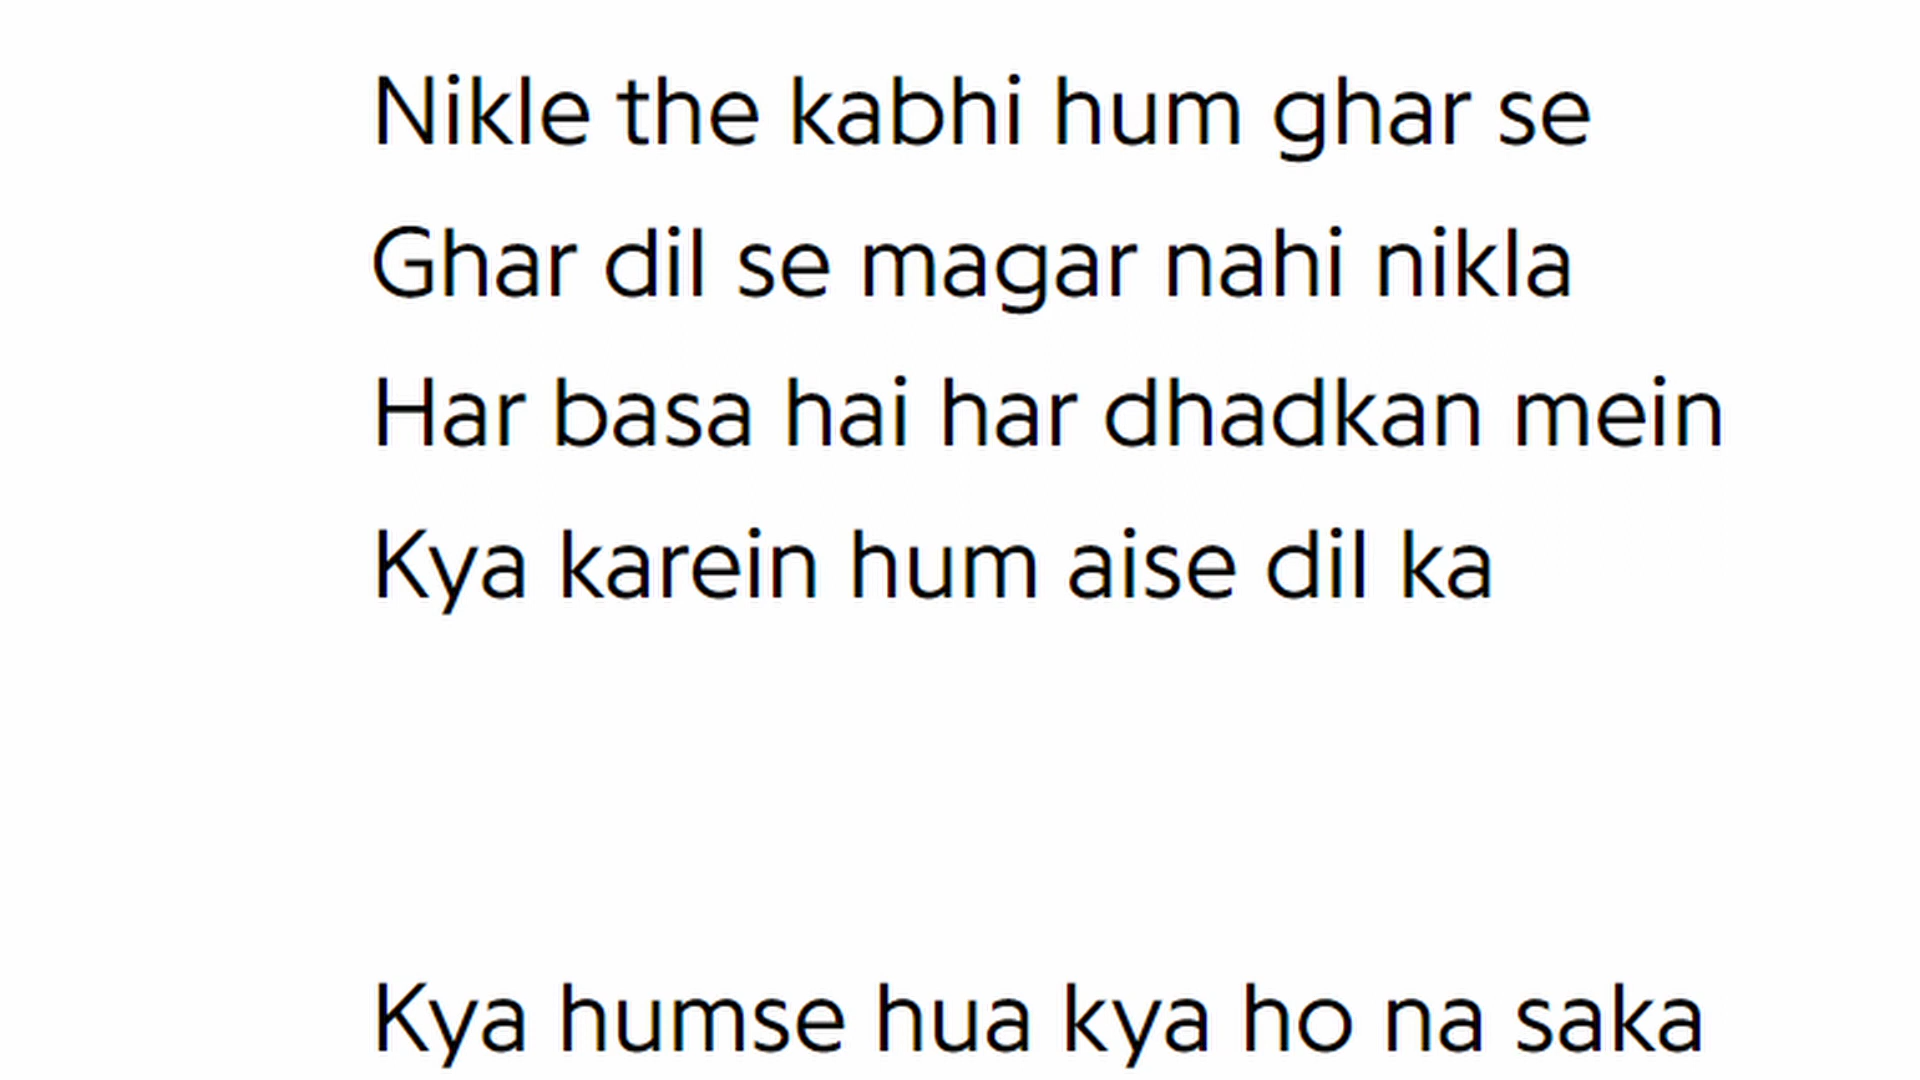 Nikle the kabhi hum ghar se
Ghar dil se magar nahi nikla
Har basa hai har dhadkan mein
Kya karein hum aise dil ka
Kya humse hua kya ho na saka